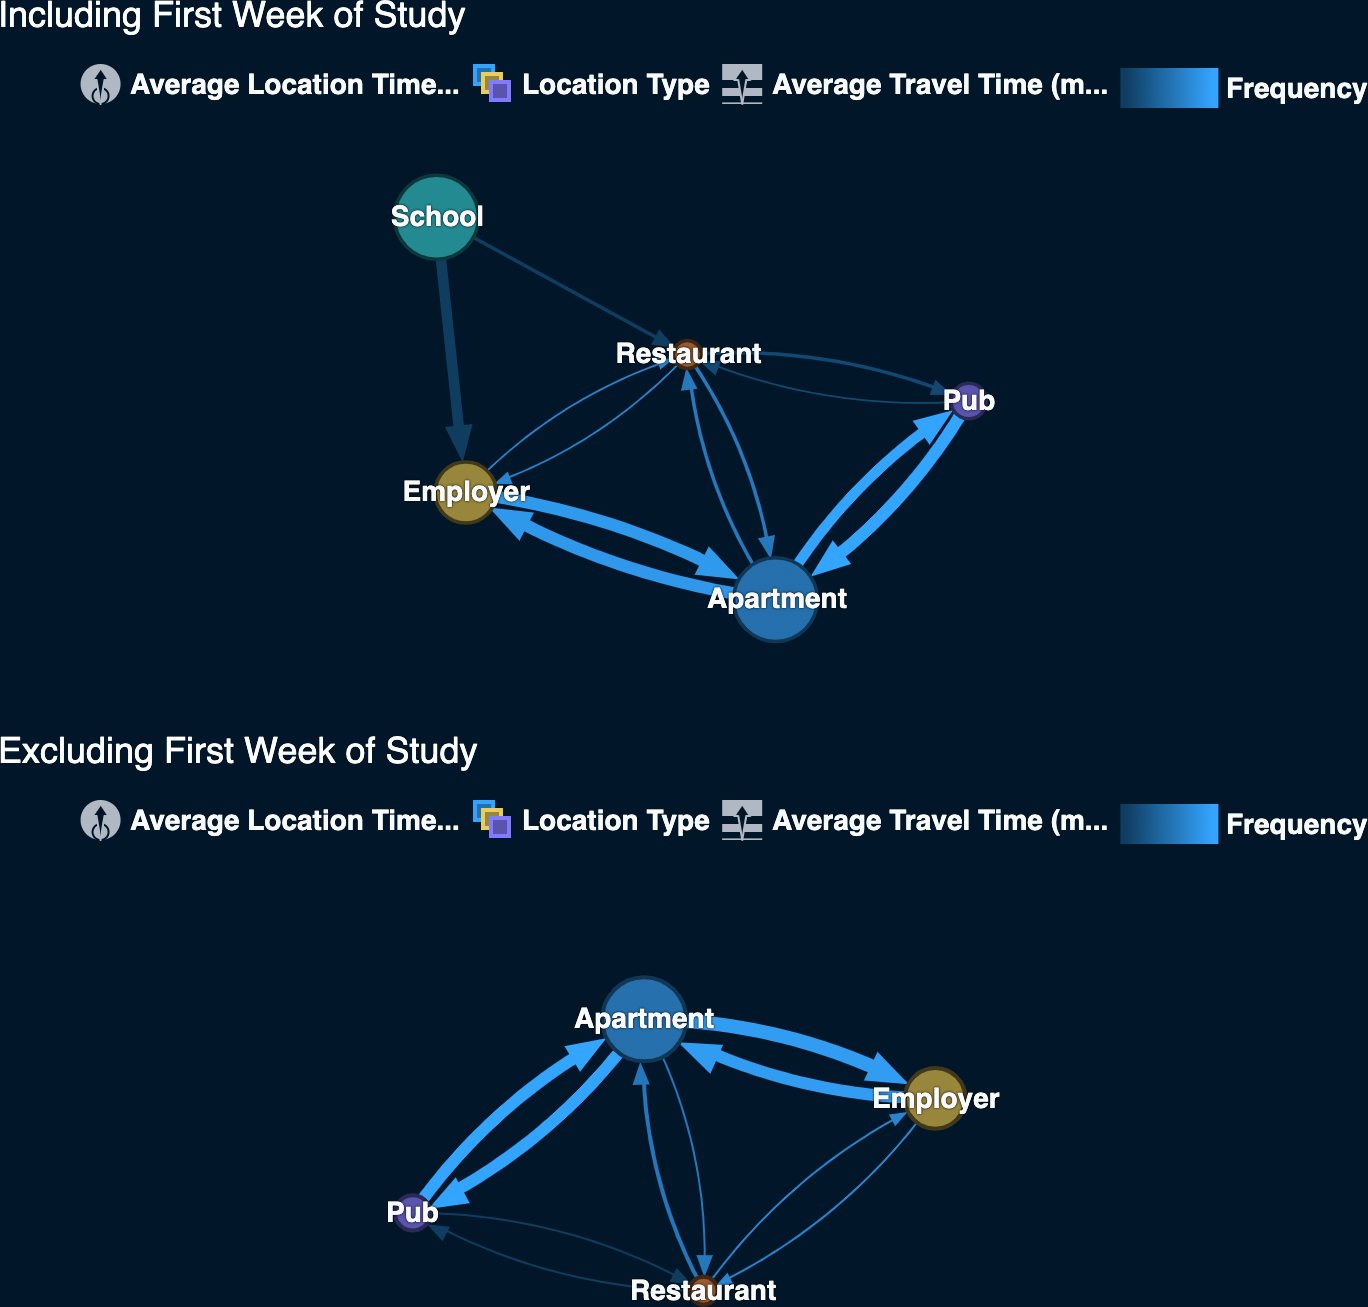 Including First Week of Study
Average Location Time... Location Type Average Travel Time (m... Frequency
School
Restaurant
Pub
Employer
Apartment
Excluding First Week of Study
Average Location Time... Location Type Average Travel Time (m... Frequency
Apartment
Employer
Pub
Restaurant